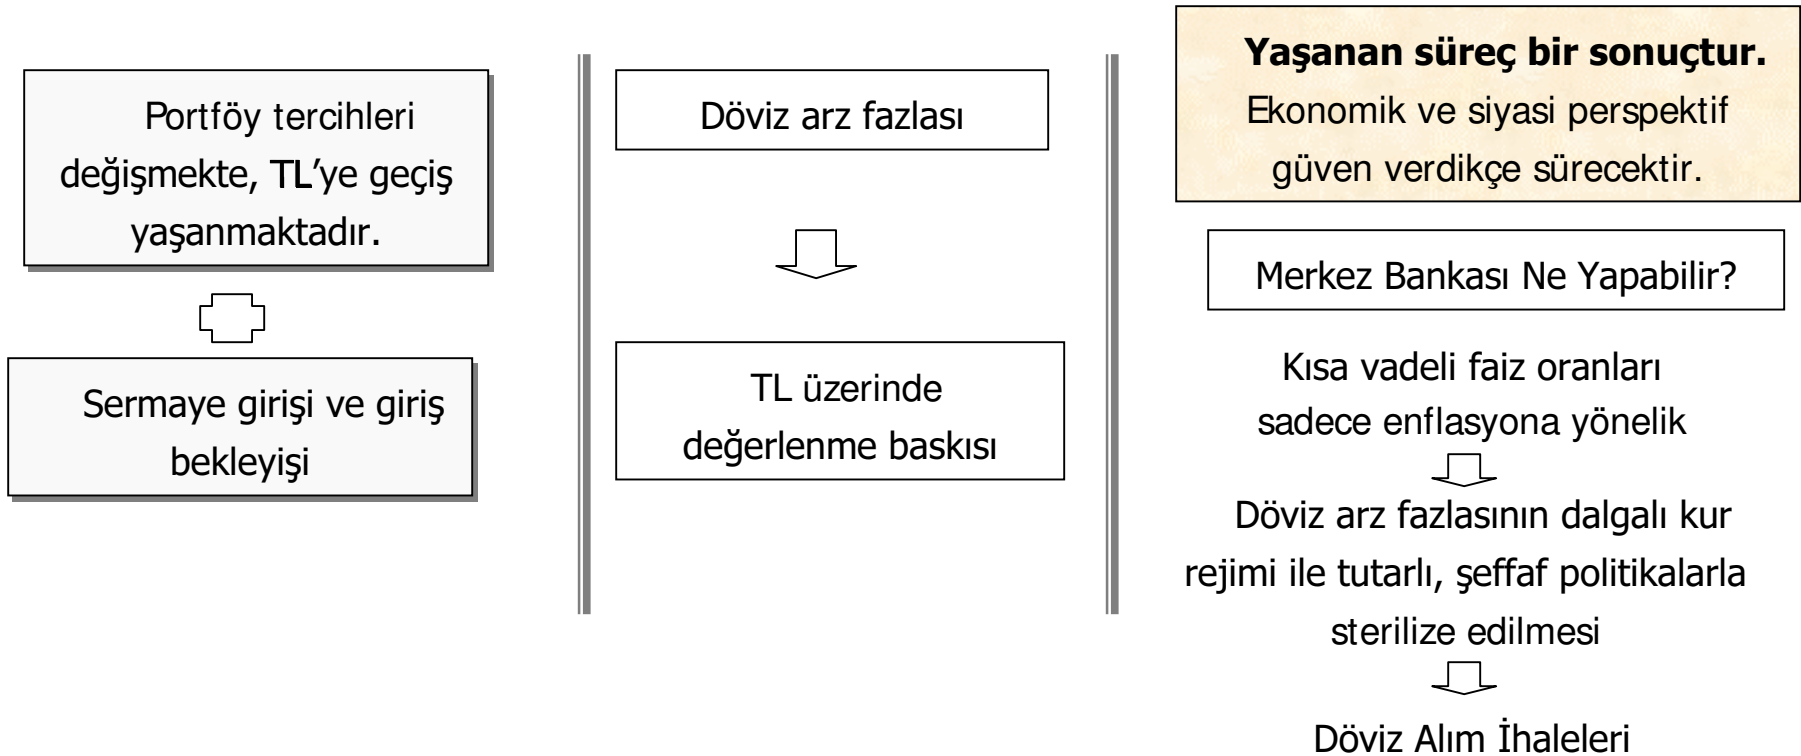 Portföy tercihleri
değişmekte, TL’ye geçiş
yaşanmaktadır.
Sermaye girişi ve giriş
bekleyişi
Döviz arz fazlası
TL üzerinde
değerlenme baskısı
Yaşanan süreç bir sonuçtur.
Ekonomik ve siyasi perspektif
güven verdikçe sürecektir.
Merkez Bankası Ne Yapabilir?
Kısa vadeli faiz oranları
sadece enflasyona yönelik
Döviz arz fazlasının dalgalı kur
rejimi ile tutarlı, şeffaf politikalarla
sterilize edilmesi
Döviz Alım İhaleleri